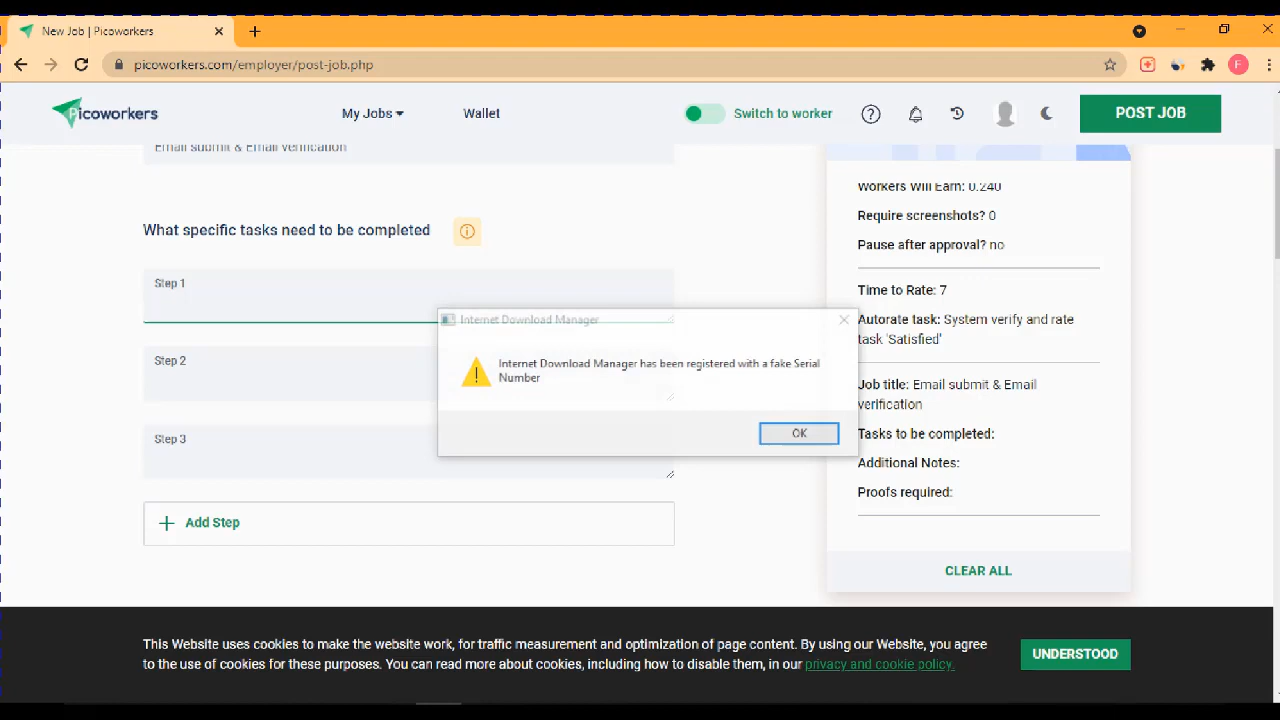 New Job | Picoworkers
picoworkers.com/employer/post-job.php
F
Picoworkers
My Jobs
Wallet
Switch to worker
POST JOB
Email submit & Email verification
What specific tasks need to be completed
Step 1
Step 2
Step 3
Add Step
Workers Will Earn: 0.240
Require screenshots? 0
Pause after approval? no
Time to Rate: 7
Autorate task: System verify and rate
task 'Satisfied'
Job title: Email submit & Email
verification
Tasks to be completed:
Additional Notes:
Proofs required:
CLEAR ALL
Internet Download Manager
Internet Download Manager has been registered with a fake Serial
Number
OK
This Website uses cookies to make the website work, for traffic measurement and optimization of page content. By using our Website, you agree
to the use of cookies for these purposes. You can read more about cookies, including how to disable them, in our privacy and cookie policy.
UNDERSTOOD